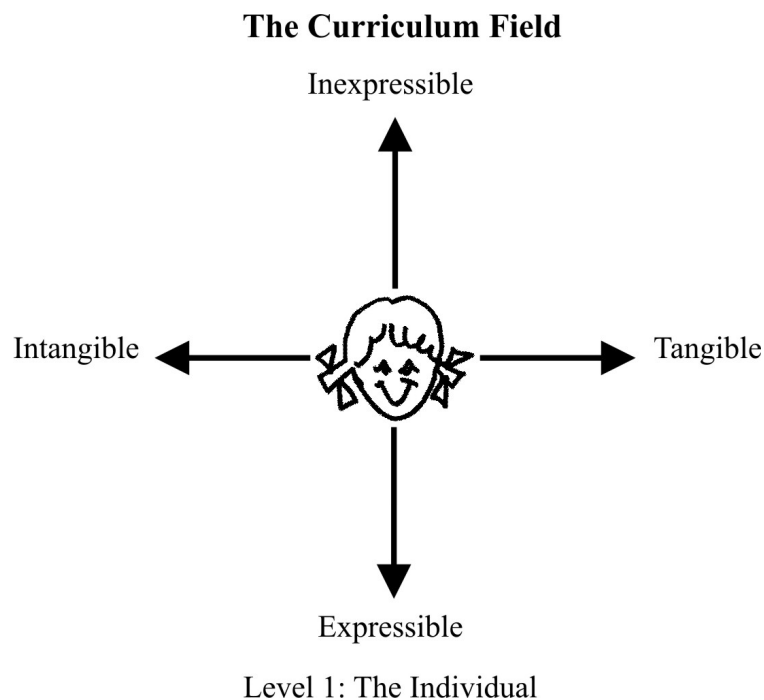 The Curriculum Field
Inexpressible
Intangible
Tangible
Expressible
Level 1: The Individual